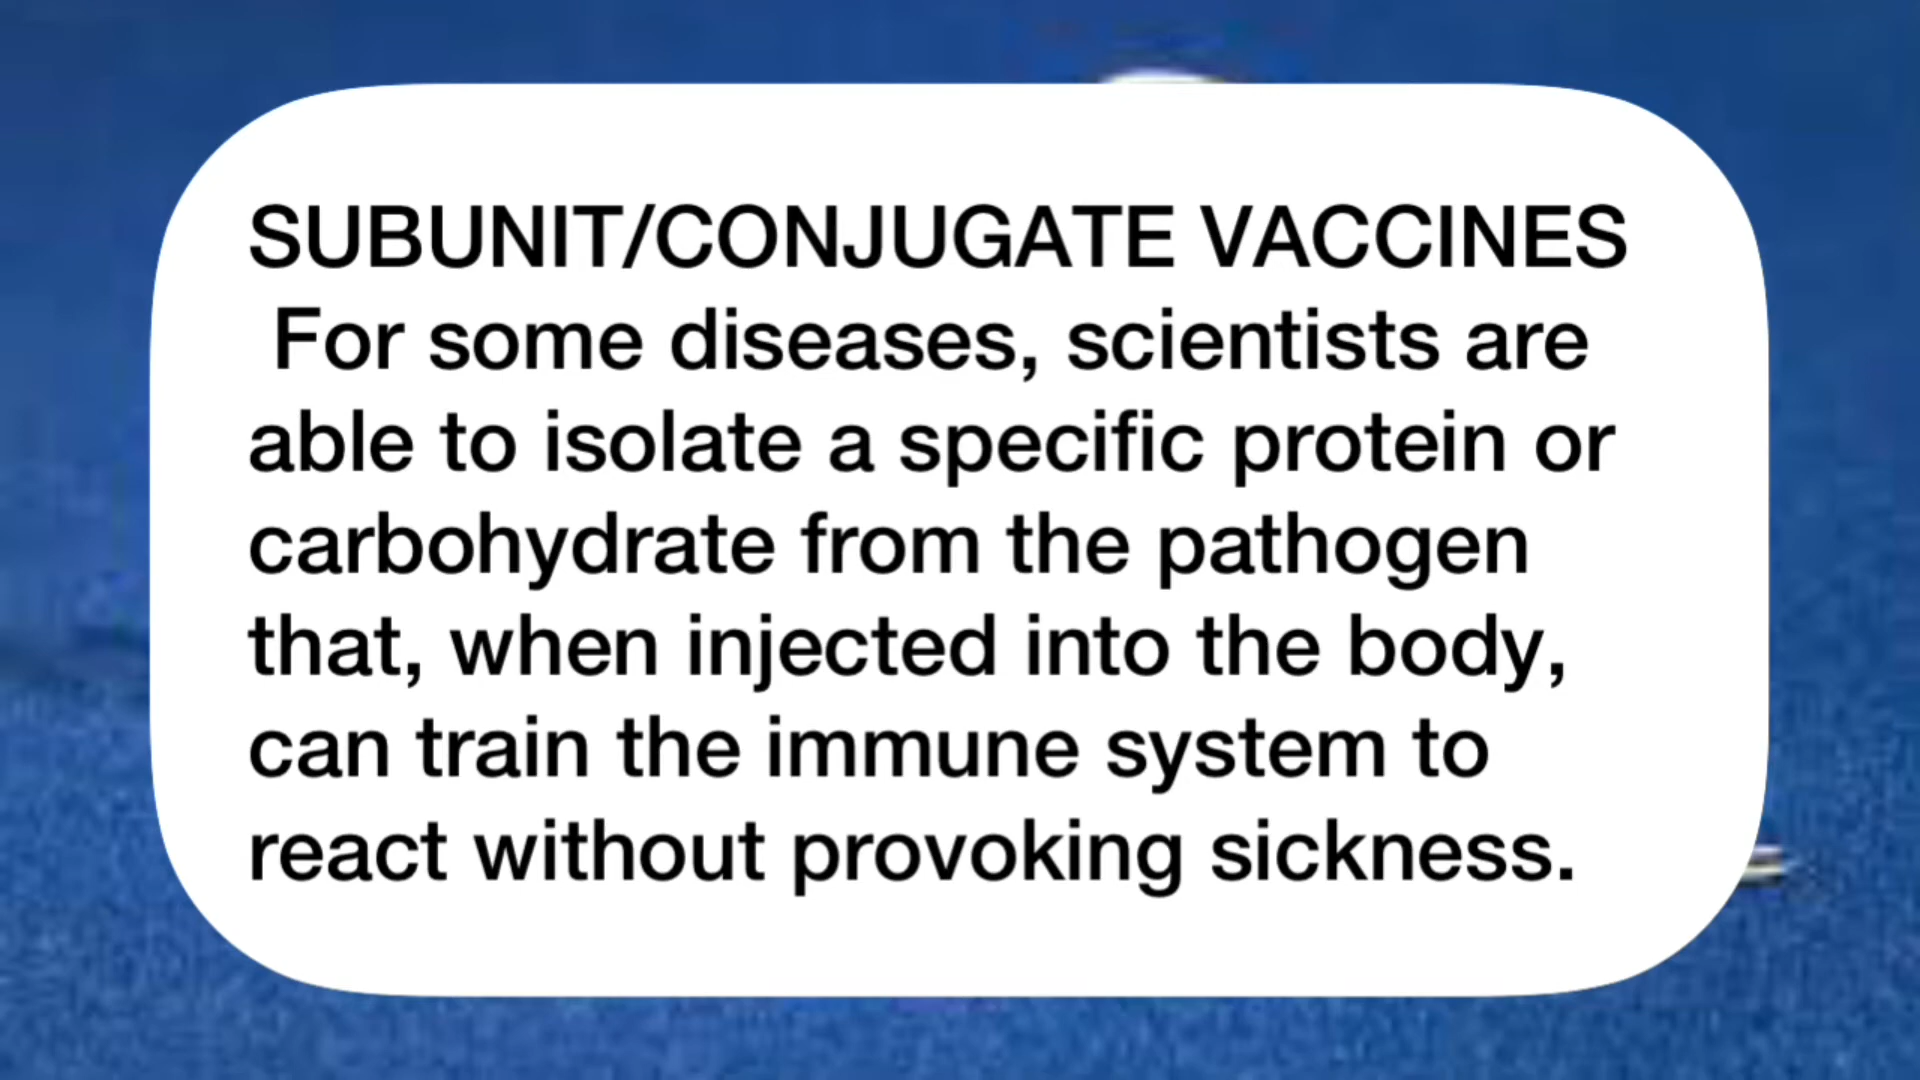 SUBUNIT/CONJUGATE VACCINES
For some diseases, scientists are
able to isolate a specific protein or
carbohydrate from the pathogen
that, when injected into the body,
can train the immune system to
react without provoking sickness.